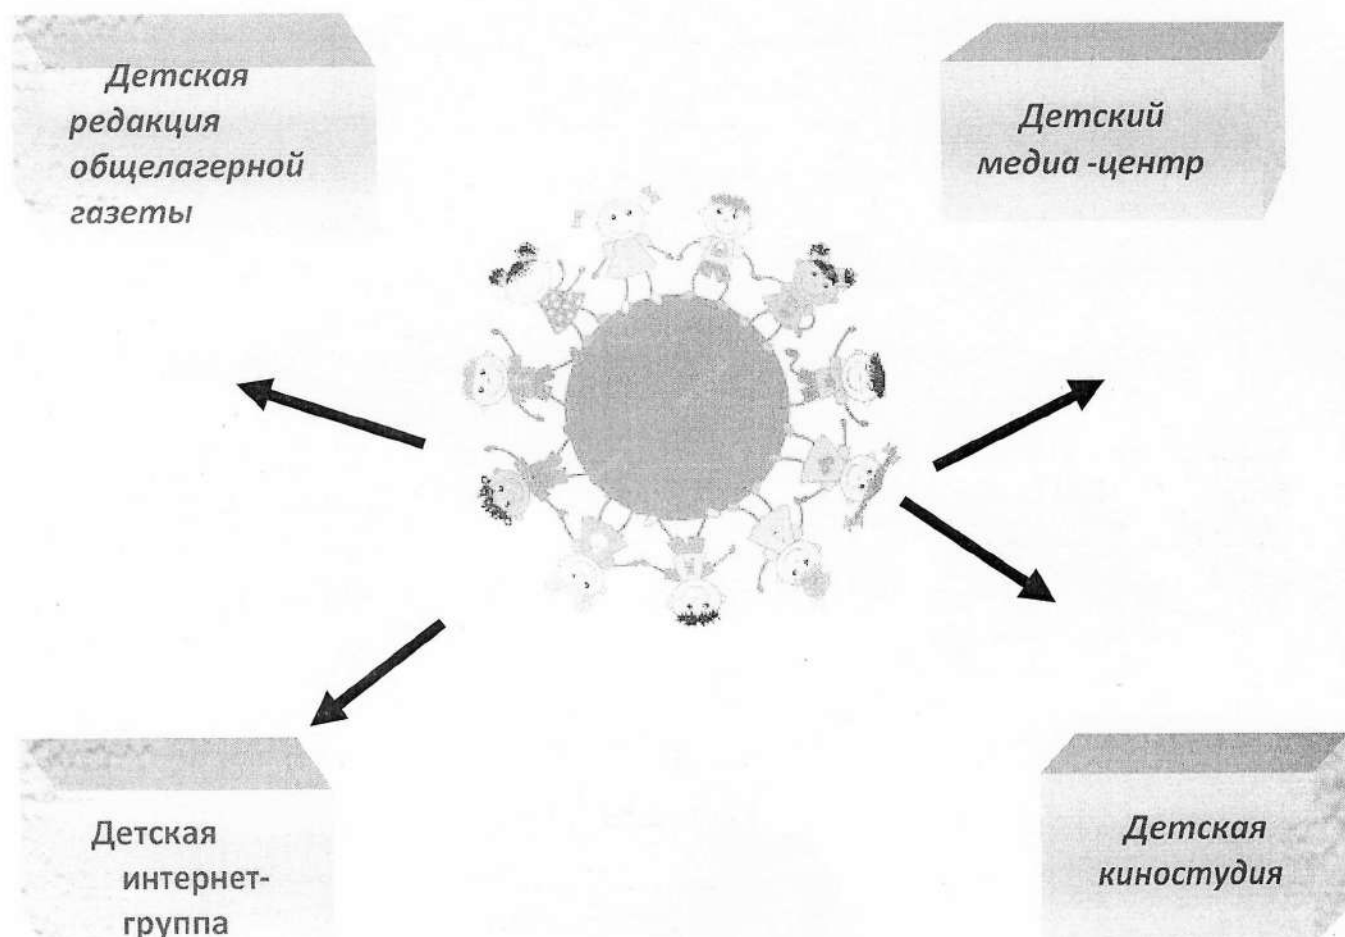 Детская
редакция
общелагерной
газеты
Детский
медиа -центр
Детская
интернет-
группа
Детская
киностудия